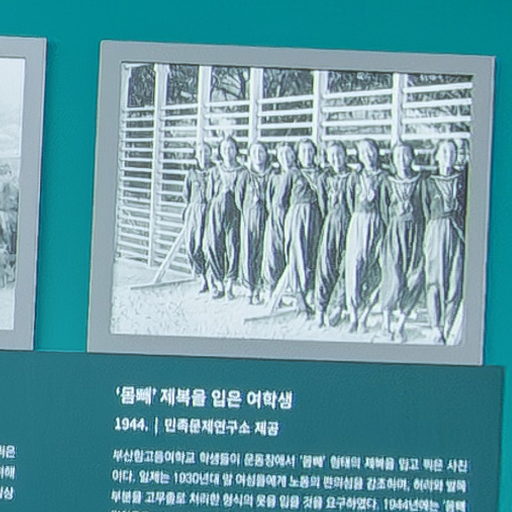 '몸빼' 제복을 입은 여학생
1944. | 민족문제연구소 제공
부산항고등여학교 학생들이 운동장에서 '몸빼' 형태의 제복을 입고 찍은 사진
이다. 일제는 1930년대 말 여성들에게 노동의 편의성을 강조하며, 허리와 발목
부분을 고무줄로 처리한 형식의 옷을 입을 것을 요구하였다. 1944년에는 '몸빼